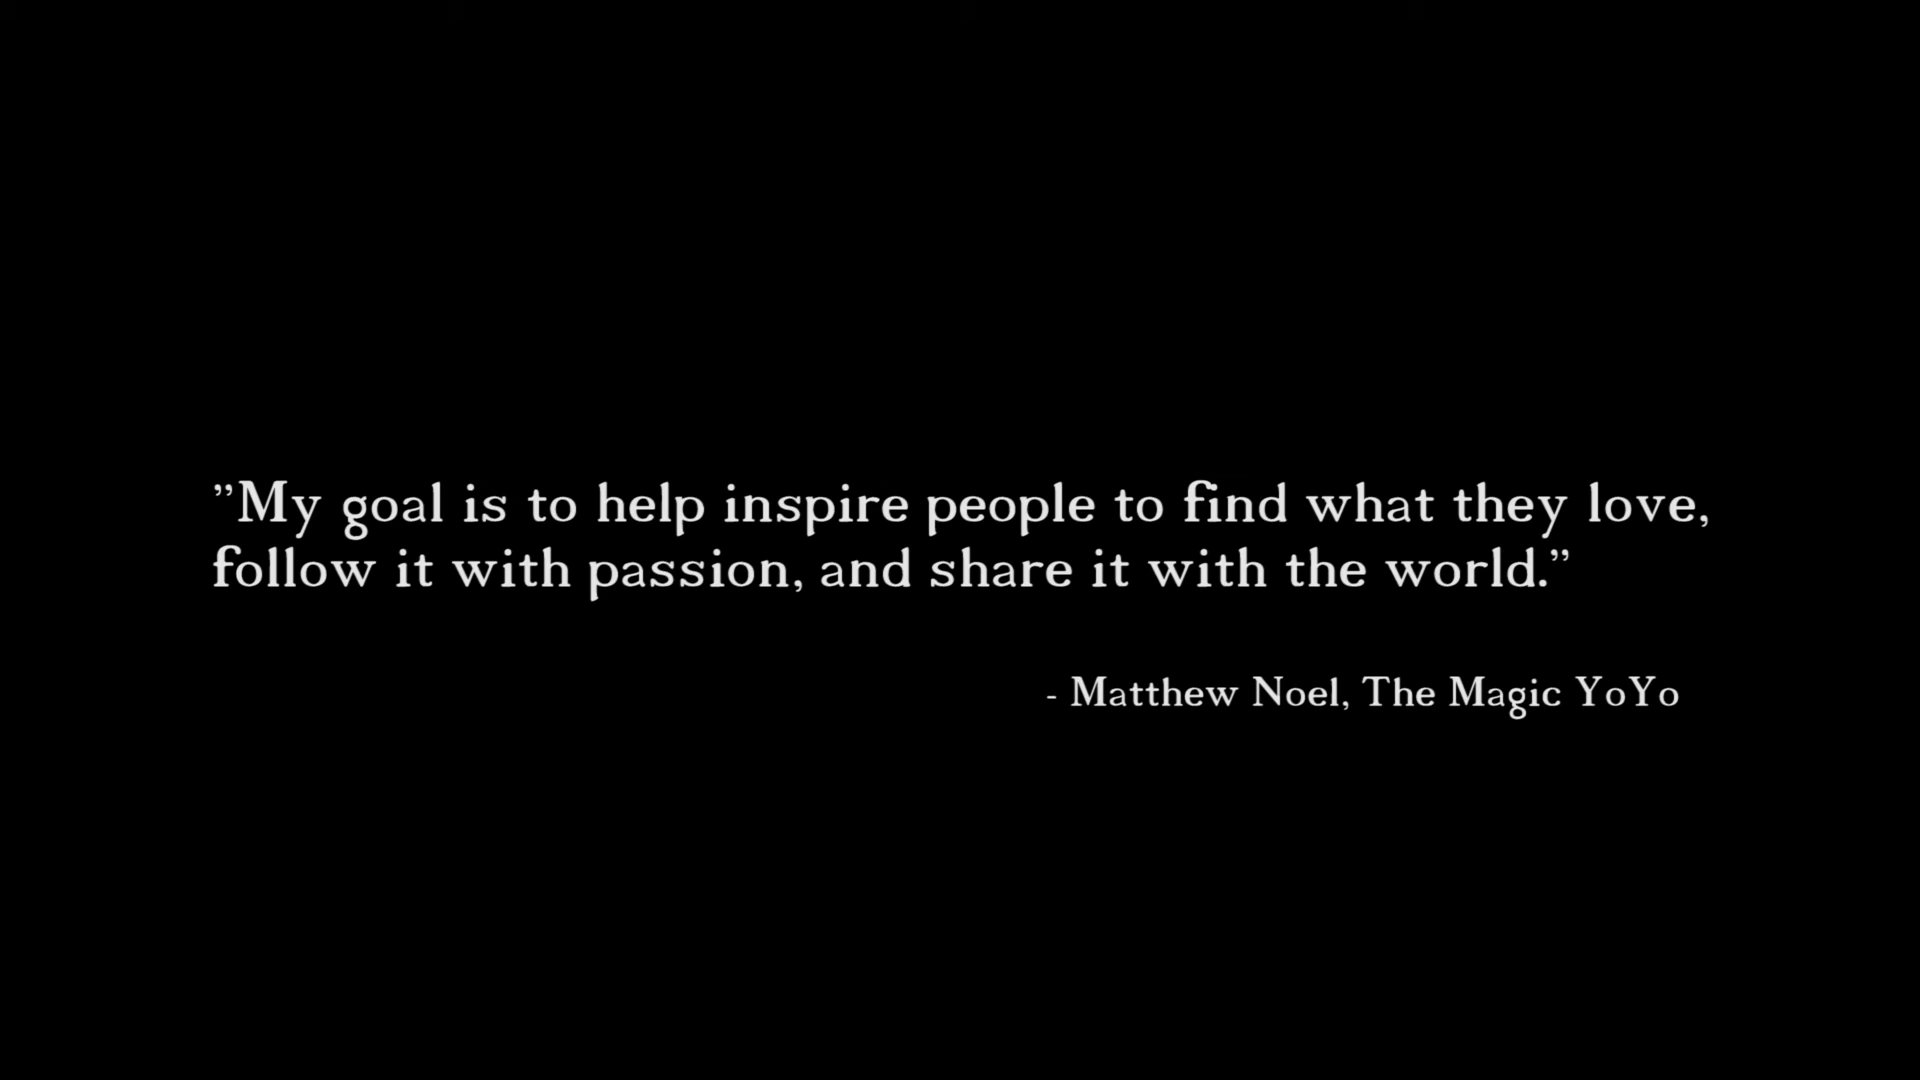 ”My goal is to help inspire people to find what they love,
follow it with passion, and share it with the world.”
- Matthew Noel, The Magic YoYo